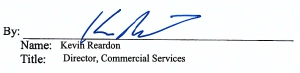 By:
Name: Kevin Reardon
Title: Director, Commercial Services